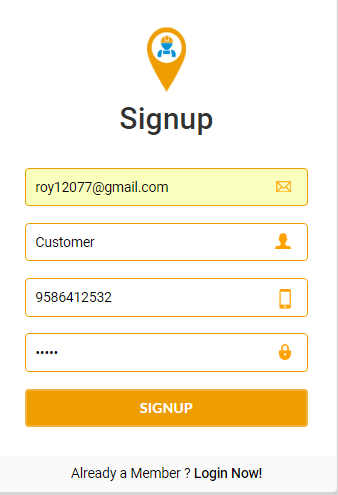 Signup
roy12077@gmail.com
Customer
9586412532
•••••
SIGNUP
Already a Member ? Login Now!